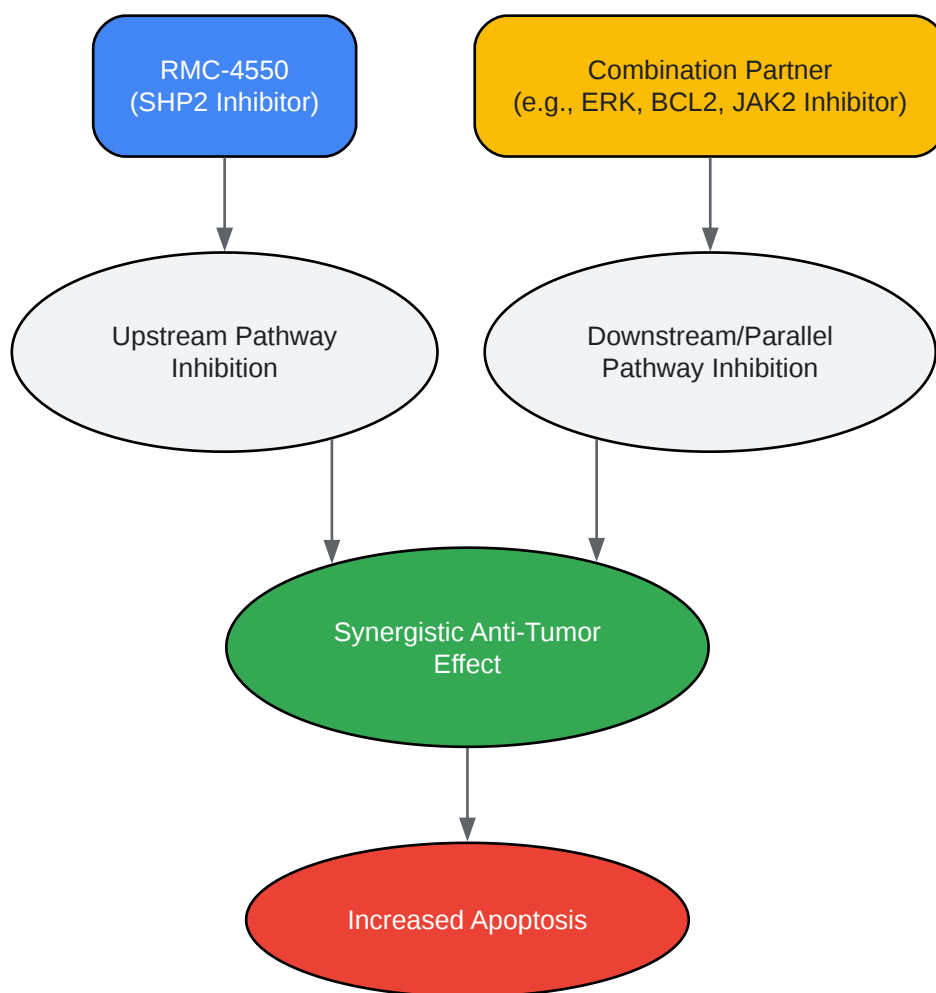 RMC-4550
(SHP2 Inhibitor)
Combination Partner
(e.g., ERK, BCL2, JAK2 Inhibitor)
Upstream Pathway
Inhibition
Downstream/Parallel
Pathway Inhibition
Synergistic Anti-Tumor
Effect
Increased Apoptosis